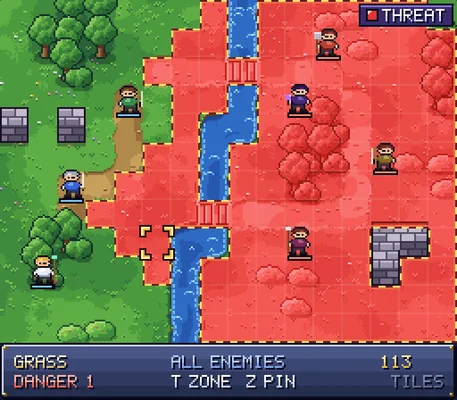 THREAT
GRASS ALL ENEMIES 113
DANGER 1 T ZONE Z PIN TILES